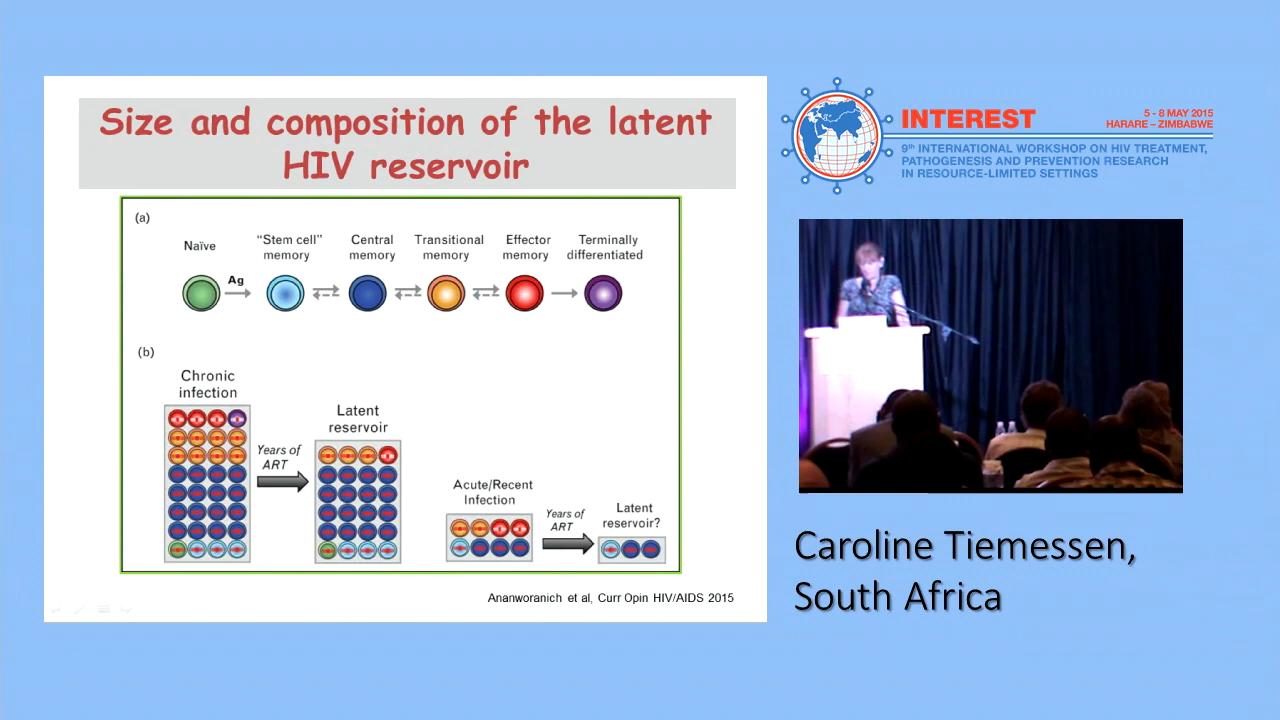 Size and composition of the latent
HIV reservoir
(a)
Naïve
"Stem cell"
memory
Central
memory
Transitional
memory
Effector
memory
Terminally
differentiated
Ag
(b)
Chronic
infection
Years of
ART
Latent
reservoir
Acute/Recent
Infection
Years of
ART
Latent
reservoir?
Ananworanich et al, Curr Opin HIV/AIDS 2015
INTEREST
5 - 8 MAY 2015
HARARE – ZIMBABWE
9th INTERNATIONAL WORKSHOP ON HIV TREATMENT,
PATHOGENESIS AND PREVENTION RESEARCH
IN RESOURCE-LIMITED SETTINGS
Caroline Tiemessen,
South Africa